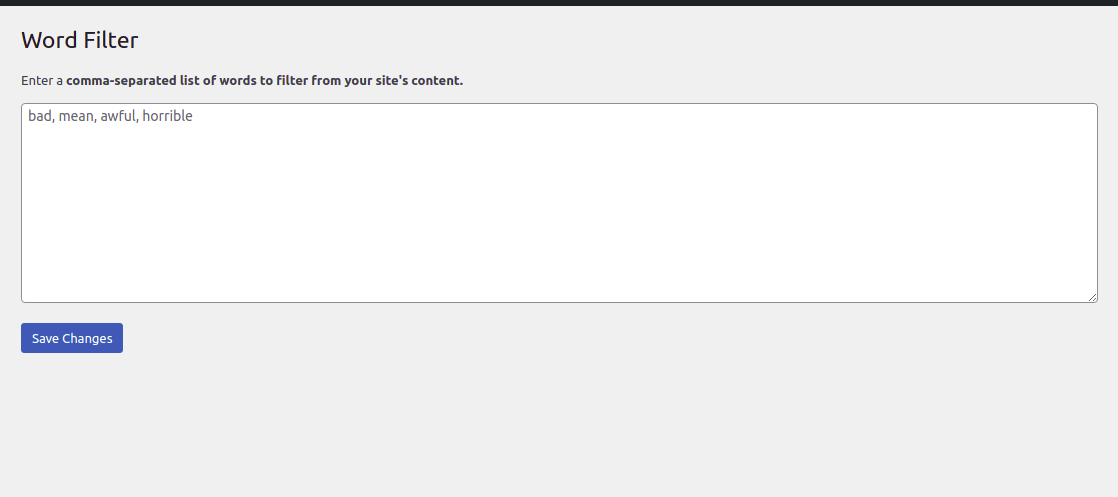 Word Filter
Enter a comma-separated list of words to filter from your site's content.
bad, mean, awful, horrible
Save Changes